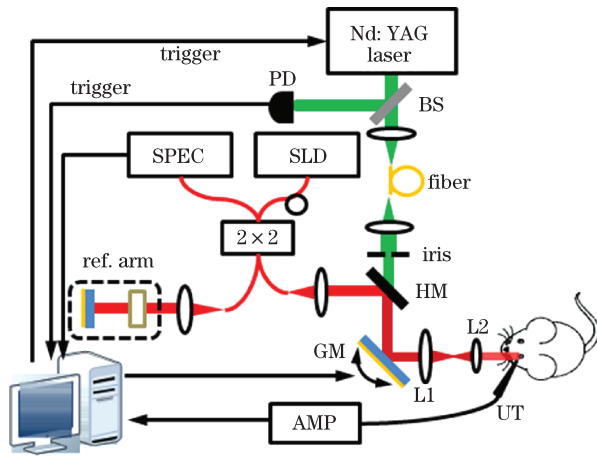 Nd: YAG
laser
trigger
trigger
PD
BS
SPEC
SLD
fiber
2×2
iris
ref. arm
HM
L2
GM
L1
UT
AMP